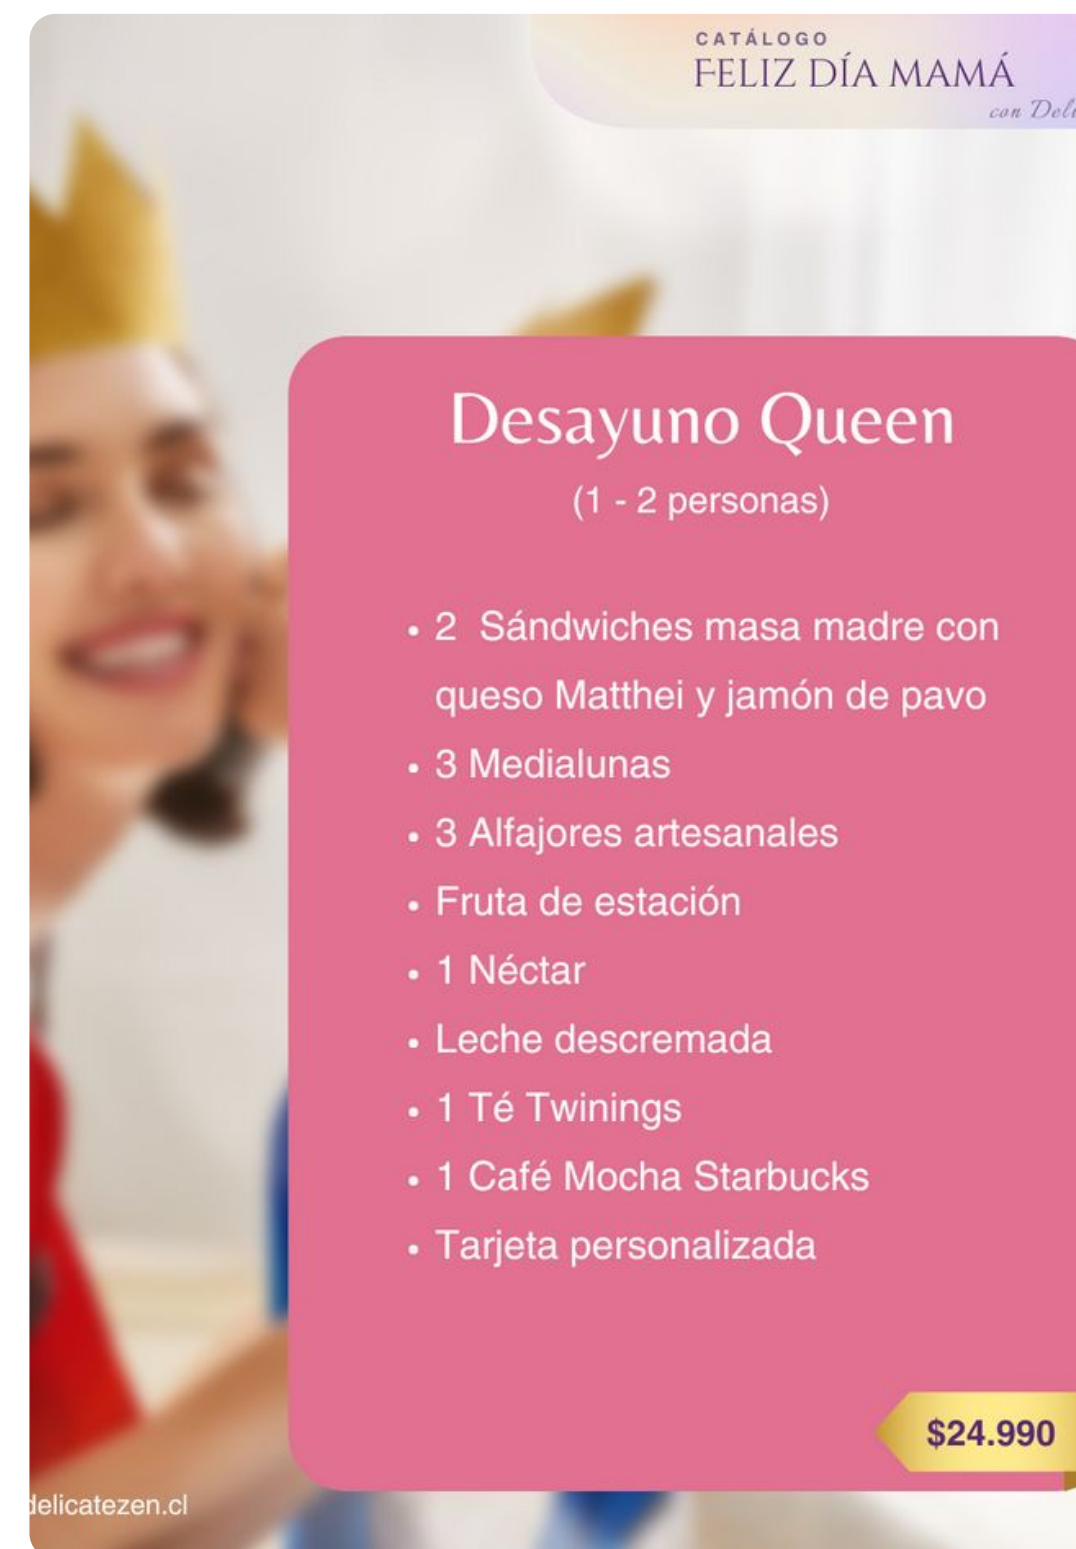 CATÁLOGO
FELIZ DÍA MAMÁ
con
Desayuno Queen
(1 - 2 personas)
• 2 Sándwiches masa madre con
queso Matthei y jamón de pavo
• 3 Medialunas
• 3 Alfajores artesanales
• Fruta de estación
• 1 Néctar
• Leche descremada
• 1 Té Twinings
• 1 Café Mocha Starbucks
• Tarjeta personalizada
$24.990
delicatezen.cl